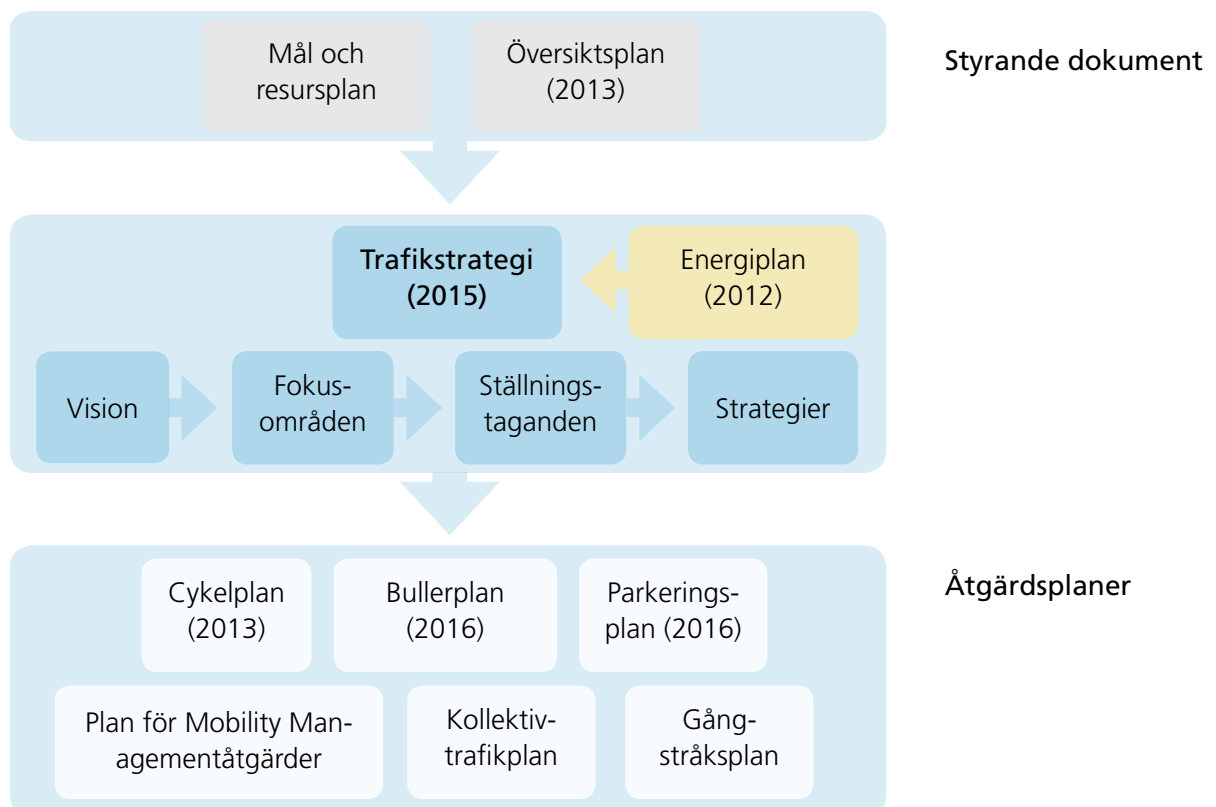 Mål och
resursplan
Översiktsplan
(2013)
Styrande dokument
Trafikstrategi
(2015)
Energiplan
(2012)
Vision
Fokus-
områden
Ställnings-
taganden
Strategier
Cykelplan
(2013)
Bullerplan
(2016)
Parkerings-
plan (2016)
Åtgärdsplaner
Plan för Mobility Man-
agementåtgärder
Kollektiv-
trafikplan
Gång-
stråksplan